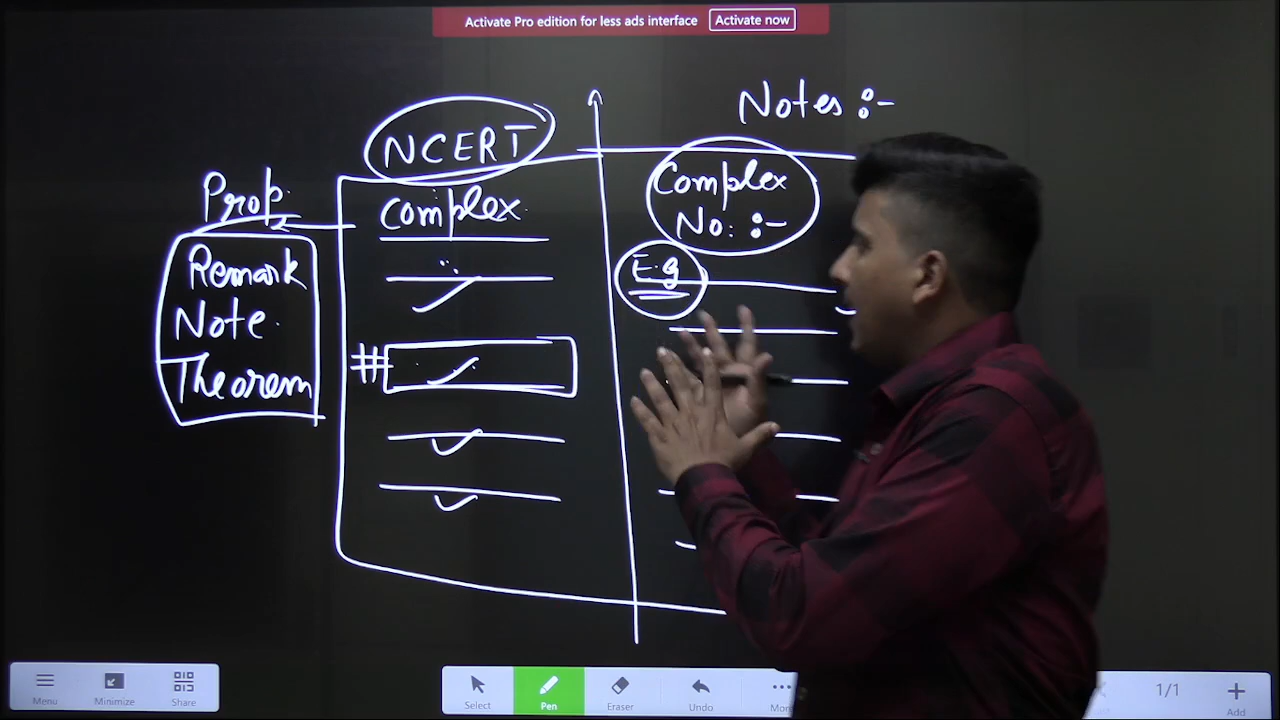 Activate Pro edition for less ads interface Activate now
Notes :-
NCERT
Complex
No. :-
Prop.
Complex
Remark
E.g
Note
Theorem
#
Menu
Minimize
Share
Select
Pen
Eraser
Undo
1/1
Add